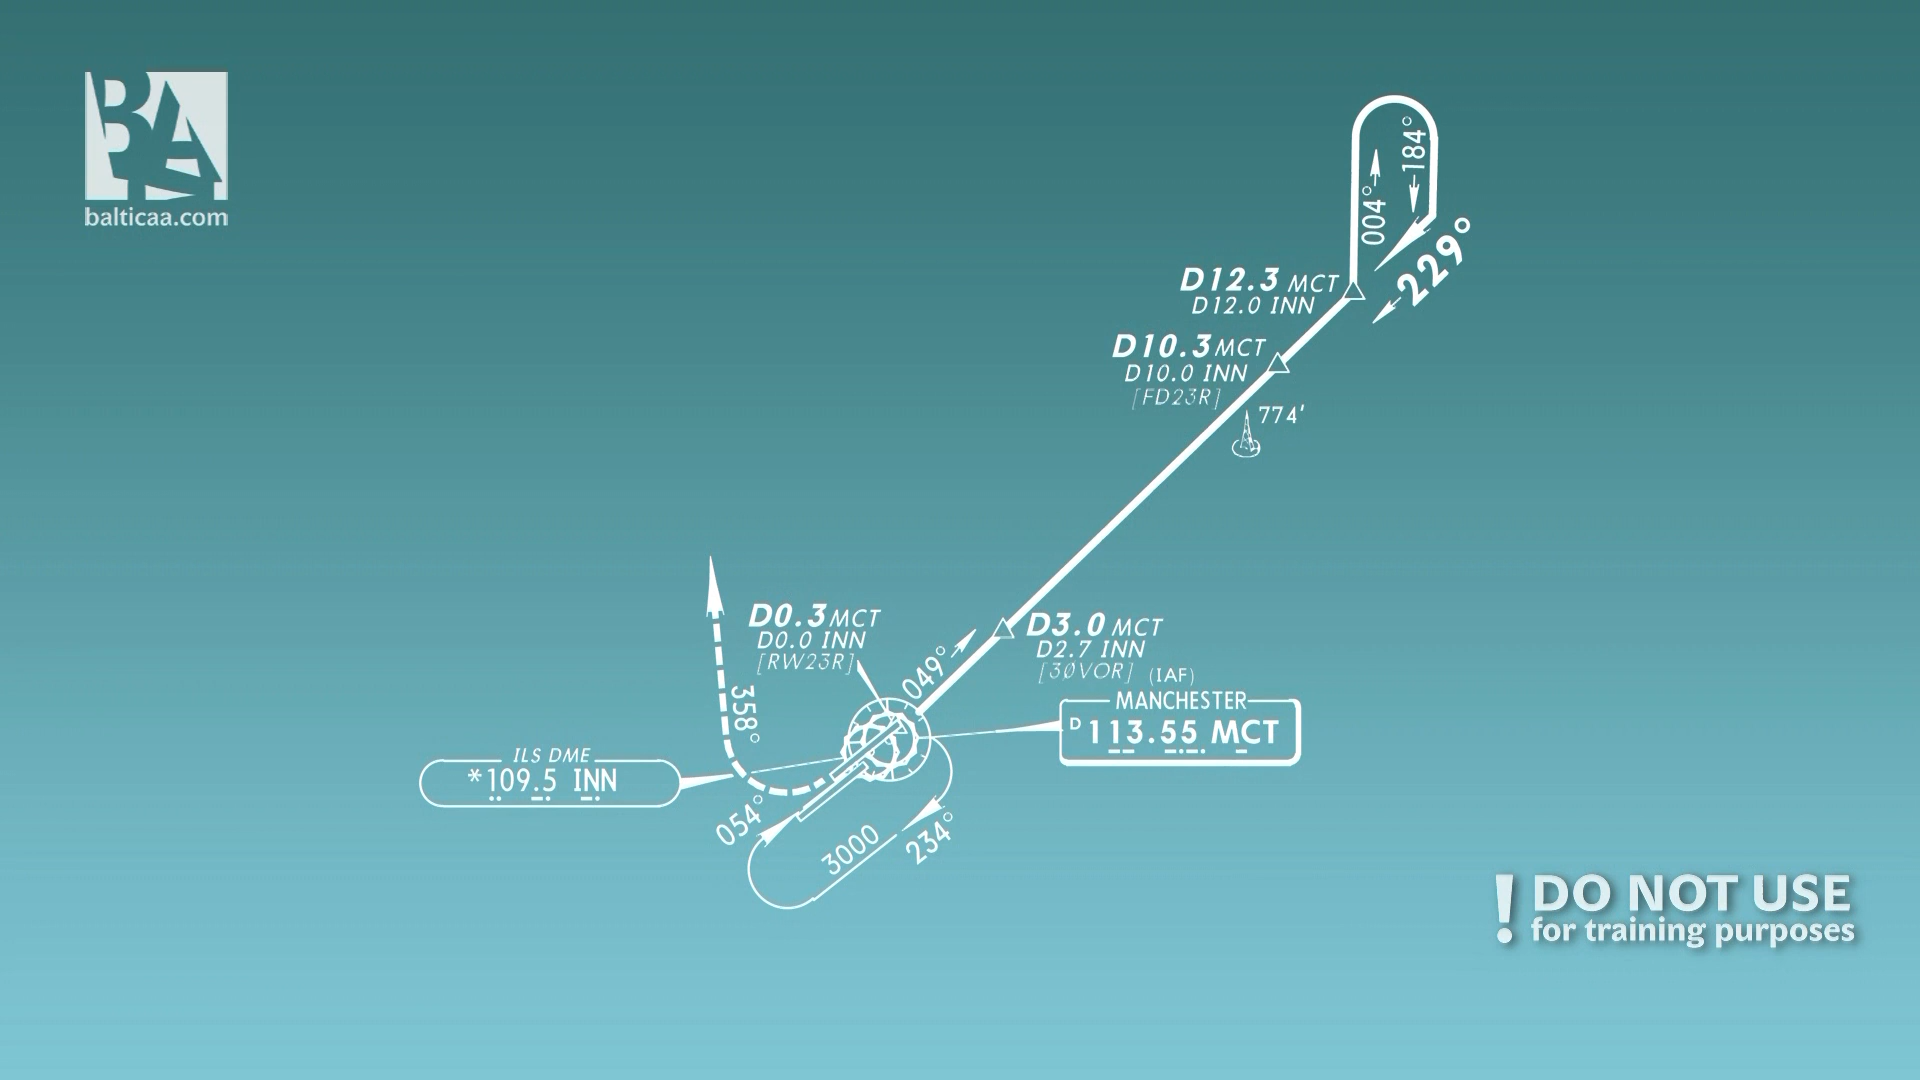 BA
balticaa.com
184°
004°
229°
D12.3 MCT
D12.0 INN
D10.3 MCT
D10.0 INN
[FD23R]
774'
D0.3 MCT
D0.0 INN
[RW23R]
049°
D3.0 MCT
D2.7 INN
[30VOR] (IAF)
MANCHESTER
D 113.55 MCT
358°
ILS DME
*109.5 INN
054°
3000
234°
! DO NOT USE
for training purposes